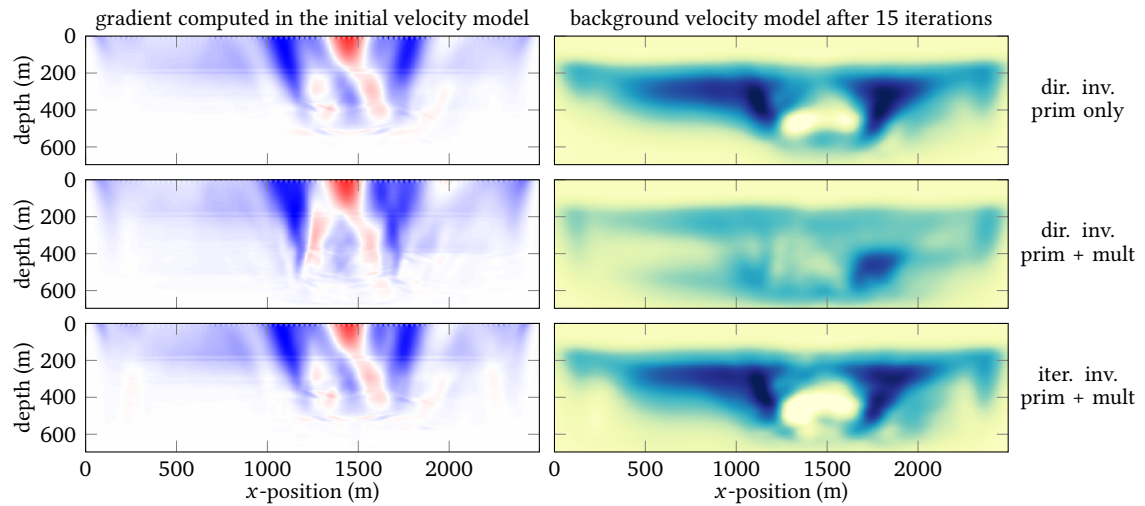 gradient computed in the initial velocity model
background velocity model after 15 iterations
0
200
400
600
depth (m)
dir. inv.
prim only
0
200
400
600
depth (m)
dir. inv.
prim + mult
0
200
400
600
depth (m)
iter. inv.
prim + mult
0 500 1000 1500 2000
0 500 1000 1500 2000
x-position (m)
x-position (m)